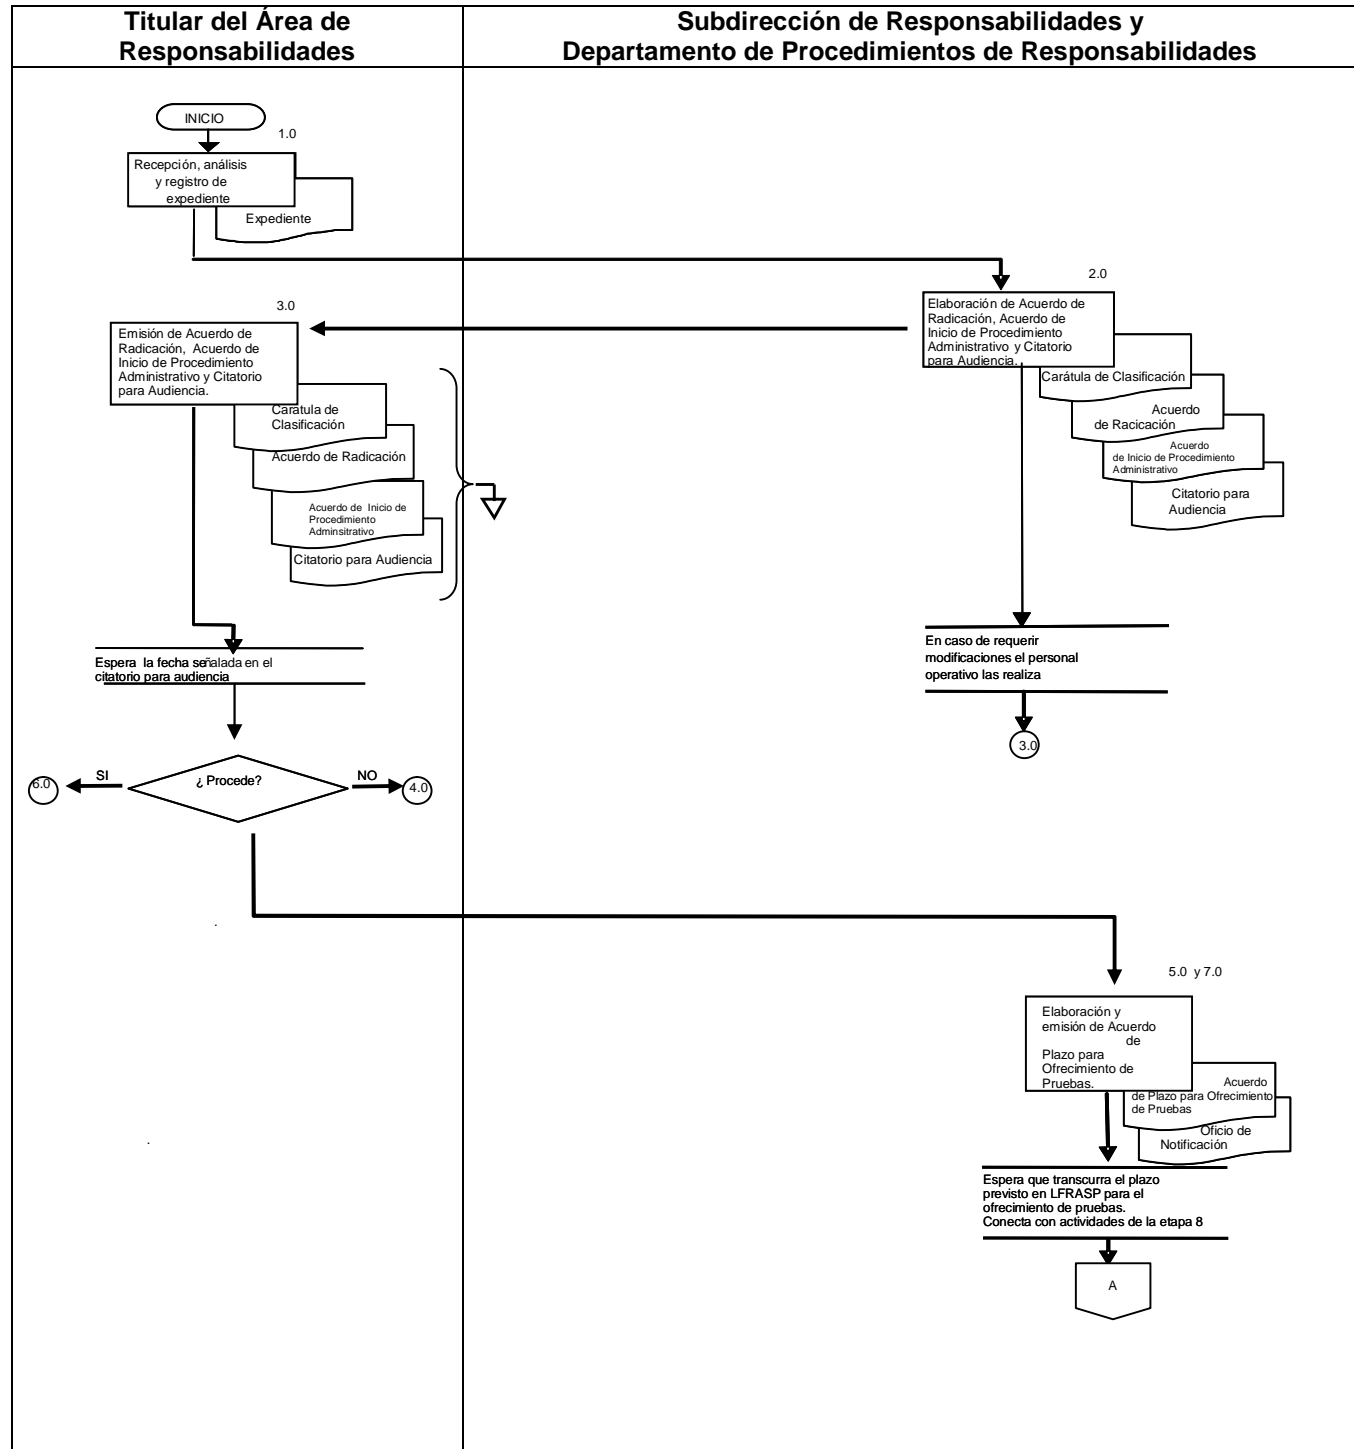 Titular del Área de
Responsabilidades
Subdirección de Responsabilidades y
Departamento de Procedimientos de Responsabilidades
INICIO
1.0
Recepción, análisis
y registro de
expediente
Expediente
2.0
Elaboración de Acuerdo de
Radicación, Acuerdo de
Inicio de Procedimiento
Administrativo y Citatorio
para Audiencia.
Carátula de Clasificación
Acuerdo
de Racicación
Acuerdo
de Inicio de Procedimiento
Administrativo
Citatorio para
Audiencia
3.0
Emisión de Acuerdo de
Radicación, Acuerdo de
Inicio de Procedimiento
Administrativo y Citatorio
para Audiencia.
Carátula de
Clasificación
Acuerdo de Radicación
Acuerdo de Inicio de
Procedimiento
Adminsitrativo
Citatorio para Audiencia
En caso de requerir
modificaciones el personal
operativo las realiza
3.0
Espera la fecha señalada en el
citatorio para audiencia
¿ Procede?
SI
6.0
NO
4.0
5.0 y 7.0
Elaboración y
emisión de Acuerdo
de
Plazo para
Ofrecimiento de
Pruebas.
Acuerdo
de Plazo para Ofrecimiento
de Pruebas
Oficio de
Notificación
Espera que transcurra el plazo
previsto en LFRASP para el
ofrecimiento de pruebas.
Conecta con actividades de la etapa 8
A